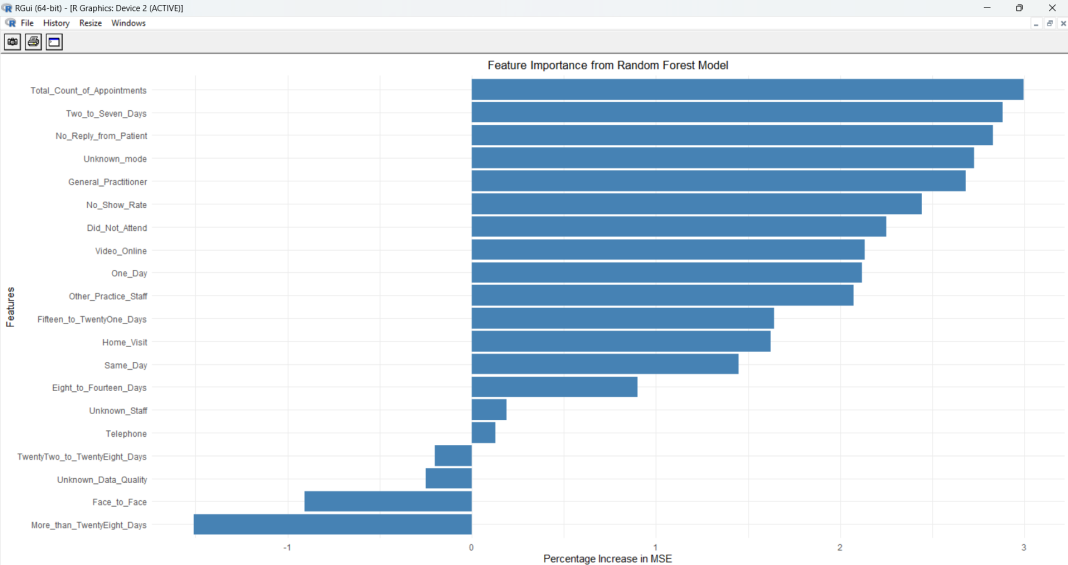 RGui (64-bit) - [R Graphics: Device 2 (ACTIVE)]
File History Resize Windows
Feature Importance from Random Forest Model
Total_Count_of_Appointments
Two_to_Seven_Days
No_Reply_from_Patient
Unknown_mode
General_Practitioner
No_Show_Rate
Did_Not_Attend
Video_Online
One_Day
Other_Practice_Staff
Fifteen_to_TwentyOne_Days
Home_Visit
Same_Day
Eight_to_Fourteen_Days
Unknown_Staff
Telephone
TwentyTwo_to_TwentyEight_Days
Unknown_Data_Quality
Face_to_Face
More_than_TwentyEight_Days
Features
-1 0 1 2 3
Percentage Increase in MSE